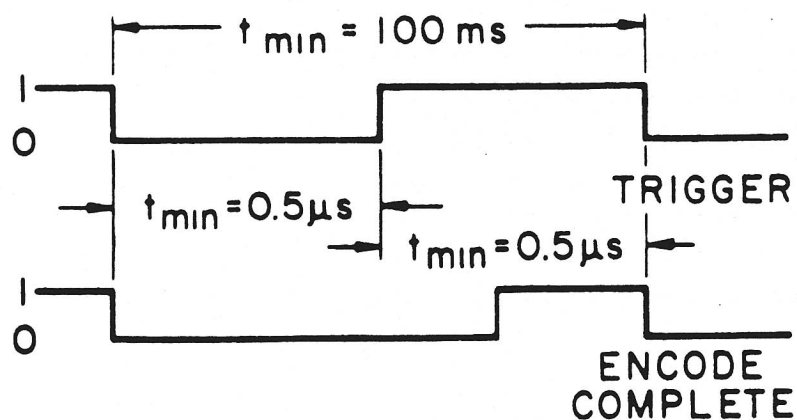 t min = 100 ms
1
0
TRIGGER
t min = 0.5 μs
t min = 0.5 μs
1
0
ENCODE
COMPLETE